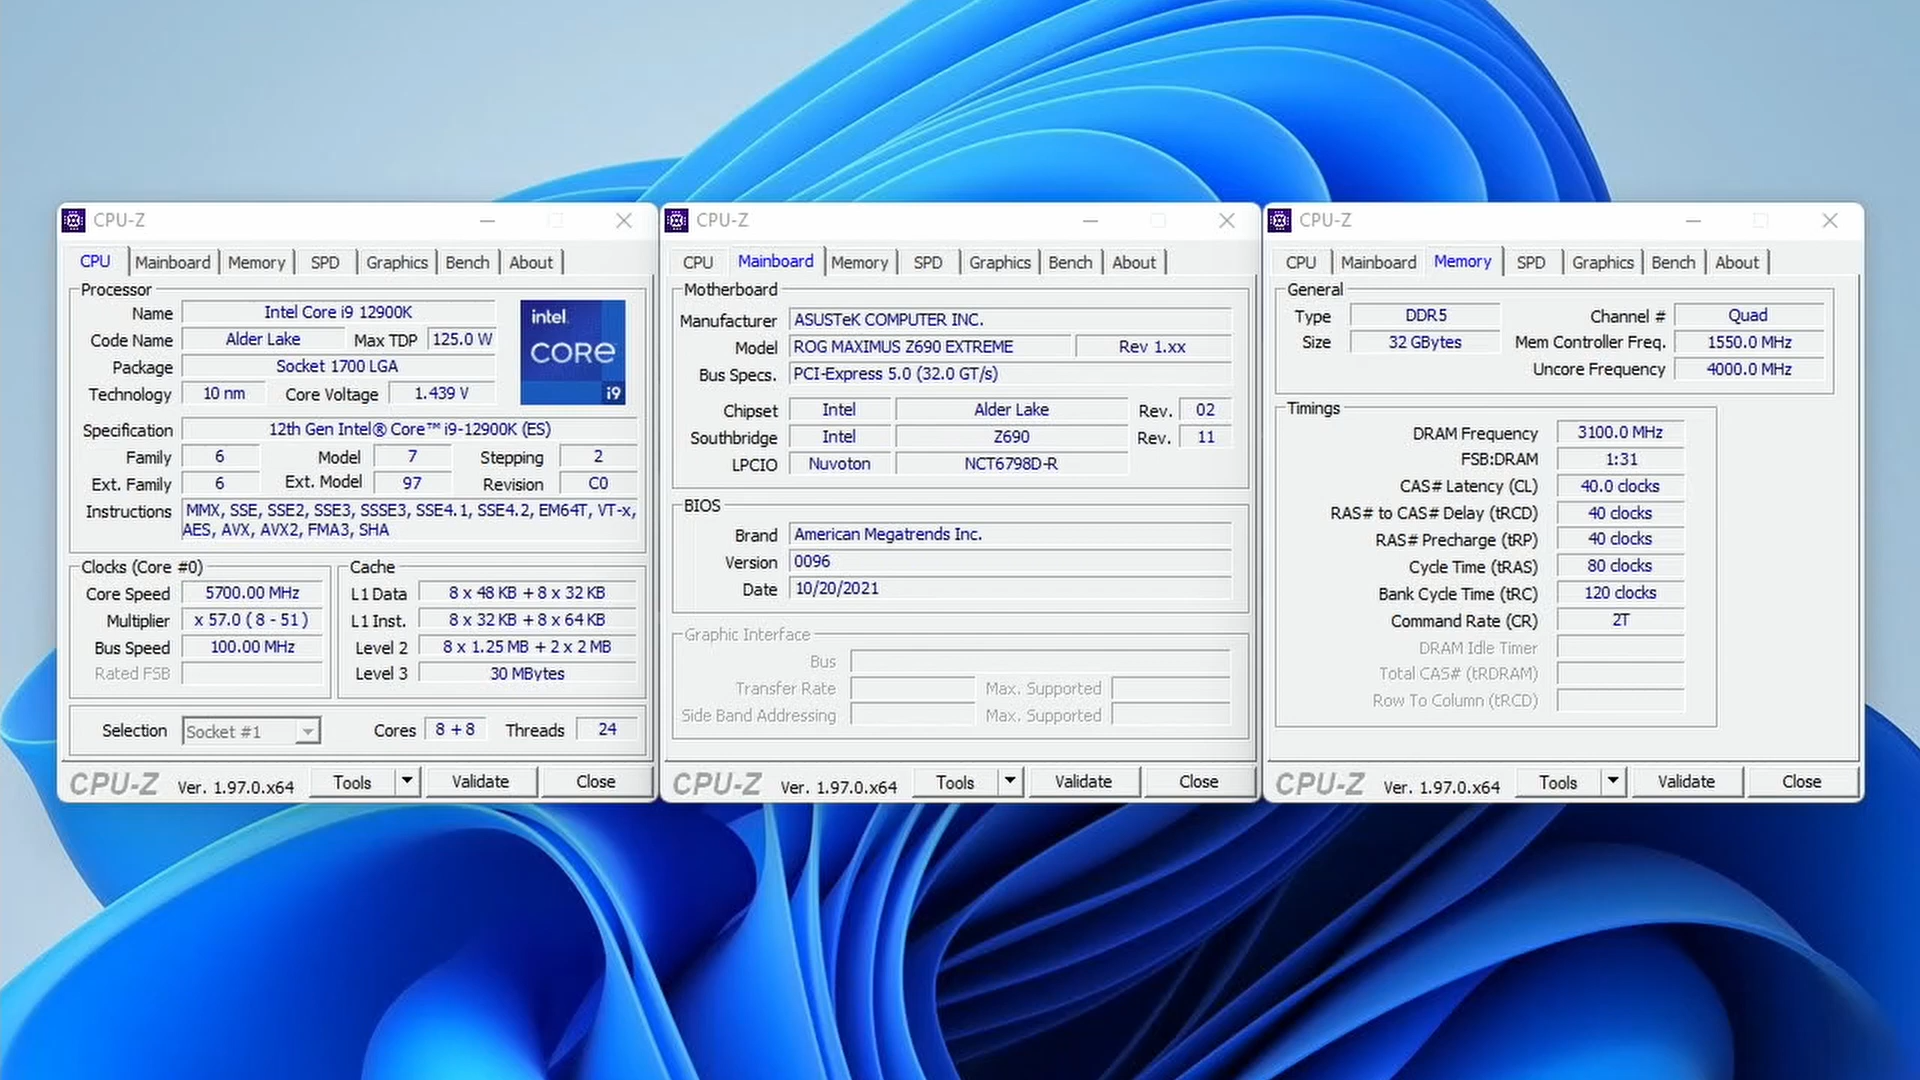 CPU-Z
CPU Mainboard Memory SPD Graphics Bench About
Processor
Name Intel Core i9 12900K
Code Name Alder Lake Max TDP 125.0 W
Package Socket 1700 LGA
Technology 10 nm Core Voltage 1.439 V
intel
CORE
i9
Specification 12th Gen Intel® Core™ i9-12900K (ES)
Family 6 Model 7 Stepping 2
Ext. Family 6 Ext. Model 97 Revision C0
Instructions MMX, SSE, SSE2, SSE3, SSSE3, SSE4.1, SSE4.2, EM64T, VT-x,
AES, AVX, AVX2, FMA3, SHA
Clocks (Core #0)
Core Speed 5700.00 MHz
Multiplier x 57.0 ( 8 - 51 )
Bus Speed 100.00 MHz
Rated FSB
Cache
L1 Data 8 x 48 KB + 8 x 32 KB
L1 Inst. 8 x 32 KB + 8 x 64 KB
Level 2 8 x 1.25 MB + 2 x 2 MB
Level 3 30 MBytes
Selection Socket #1 Cores 8 + 8 Threads 24
CPU-Z Ver. 1.97.0.x64 Tools Validate Close
CPU-Z
CPU Mainboard Memory SPD Graphics Bench About
Motherboard
Manufacturer ASUSTeK COMPUTER INC.
Model ROG MAXIMUS Z690 EXTREME Rev 1.xx
Bus Specs. PCI-Express 5.0 (32.0 GT/s)
Chipset Intel Alder Lake Rev. 02
Southbridge Intel Z690 Rev. 11
LPCIO Nuvoton NCT6798D-R
BIOS
Brand American Megatrends Inc.
Version 0096
Date 10/20/2021
Graphic Interface
Bus
Transfer Rate Max. Supported
Side Band Addressing Max. Supported
CPU-Z Ver. 1.97.0.x64 Tools Validate Close
CPU-Z
CPU Mainboard Memory SPD Graphics Bench About
General
Type DDR5 Channel # Quad
Size 32 GBytes Mem Controller Freq. 1550.0 MHz
Uncore Frequency 4000.0 MHz
Timings
DRAM Frequency 3100.0 MHz
FSB:DRAM 1:31
CAS# Latency (CL) 40.0 clocks
RAS# to CAS# Delay (tRCD) 40 clocks
RAS# Precharge (tRP) 40 clocks
Cycle Time (tRAS) 80 clocks
Bank Cycle Time (tRC) 120 clocks
Command Rate (CR) 2T
DRAM Idle Timer
Total CAS# (tRDRAM)
Row To Column (tRCD)
CPU-Z Ver. 1.97.0.x64 Tools Validate Close